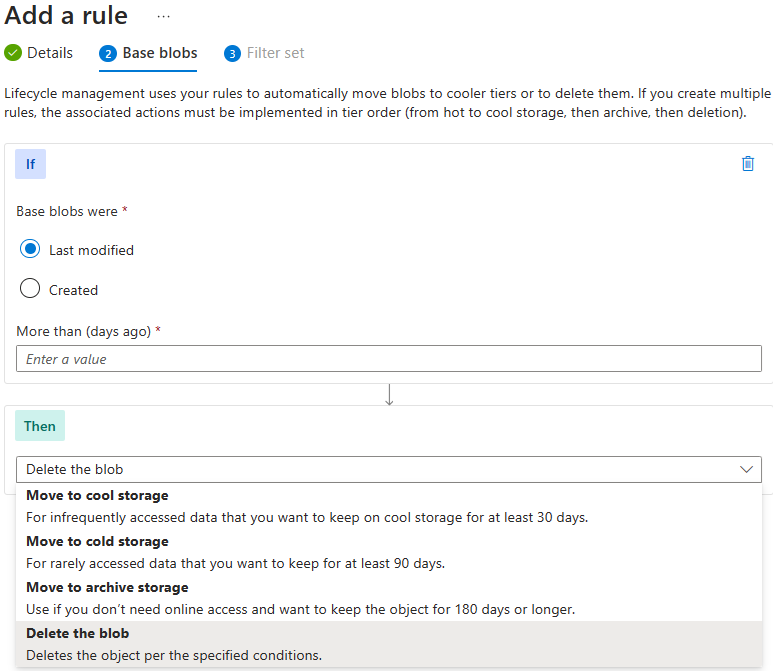 Add a rule ...
Details 2 Base blobs 3 Filter set
Lifecycle management uses your rules to automatically move blobs to cooler tiers or to delete them. If you create multiple
rules, the associated actions must be implemented in tier order (from hot to cool storage, then archive, then deletion).
If
Base blobs were *
Last modified
Created
More than (days ago) *
Enter a value
Then
Delete the blob
Move to cool storage
For infrequently accessed data that you want to keep on cool storage for at least 30 days.
Move to cold storage
For rarely accessed data that you want to keep for at least 90 days.
Move to archive storage
Use if you don't need online access and want to keep the object for 180 days or longer.
Delete the blob
Deletes the object per the specified conditions.